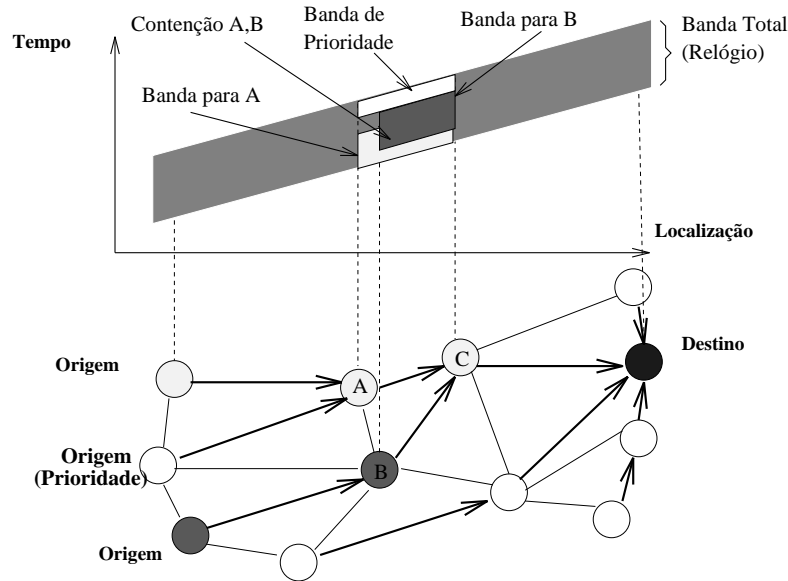 Tempo
Contenção A,B
Banda de
Prioridade
Banda para B
Banda Total
(Relógio)
Banda para A
Localização
Origem
A
C
Destino
Origem
(Prioridade)
B
Origem